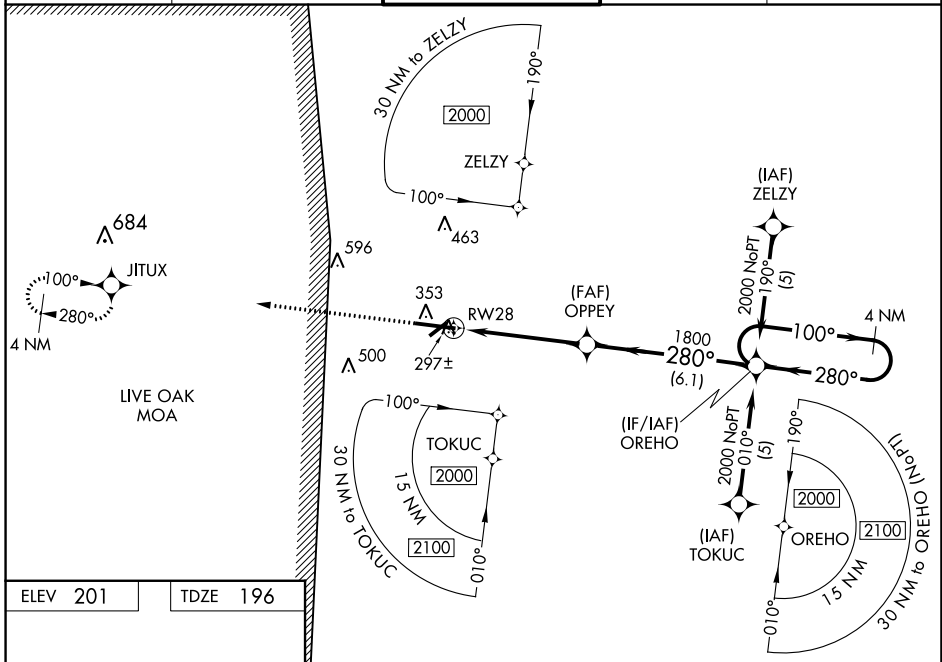 30 NM to ZELZY
190°
2000
ZELZY
100°
463
684
JITUX
100°
280°
4 NM
596
353
RW28
297±
500
LIVE OAK
MOA
(FAF)
OPPEY
1800
280°
(6.1)
(IAF)
ZELZY
2000 NoPT
190°
(5)
100°
4 NM
280°
(IF/IAF)
OREHO
2000 NoPT
010°
(5)
(IAF)
TOKUC
100°
TOKUC
2000
15 NM
2100
30 NM to TOKUC
010°
190°
2000
2100
OREHO
15 NM
30 NM to OREHO (NoPT)
010°
ELEV 201
TDZE 196